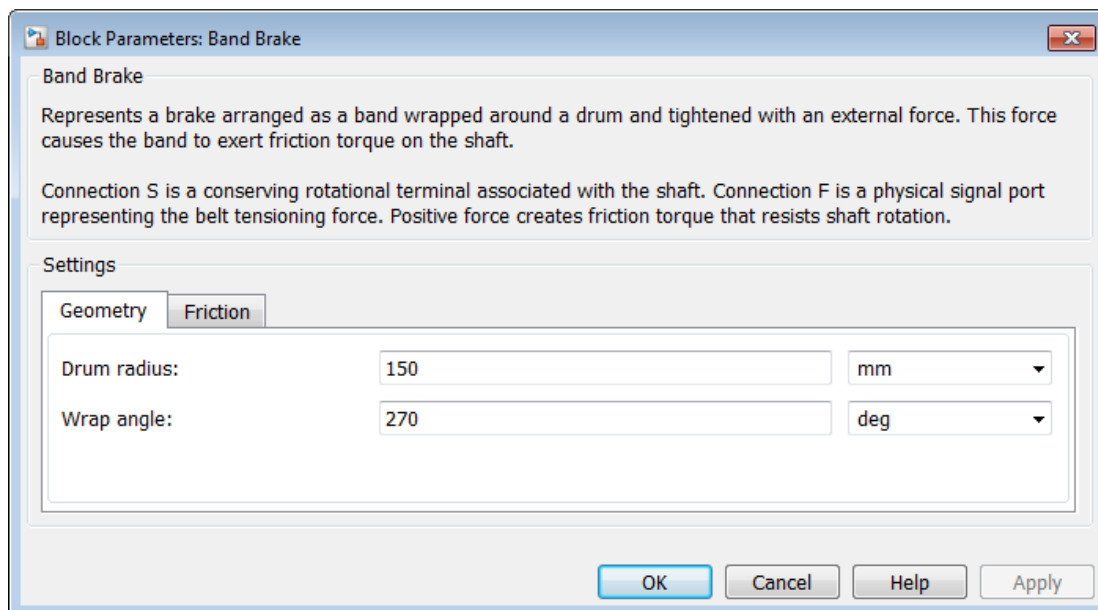 Block Parameters: Band Brake
Band Brake
Represents a brake arranged as a band wrapped around a drum and tightened with an external force. This force
causes the band to exert friction torque on the shaft.
Connection S is a conserving rotational terminal associated with the shaft. Connection F is a physical signal port
representing the belt tensioning force. Positive force creates friction torque that resists shaft rotation.
Settings
Geometry Friction
Drum radius: 150 mm
Wrap angle: 270 deg
OK Cancel Help Apply